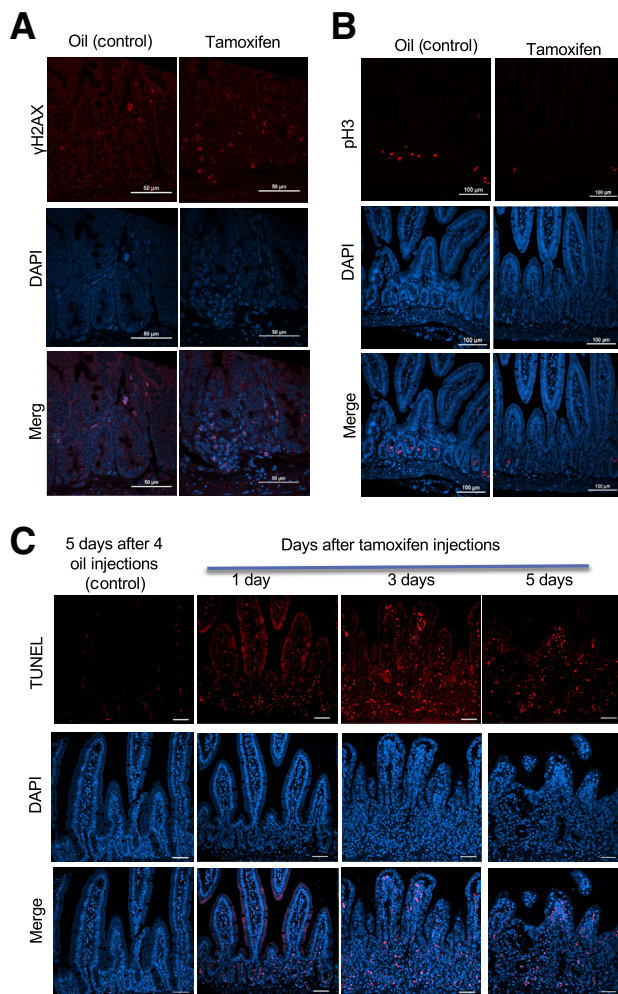 A
Oil (control)
Tamoxifen
γH2AX
50 μm
50 μm
DAPI
50 μm
50 μm
Merg
50 μm
50 μm
B
Oil (control)
Tamoxifen
pH3
100 μm
100 μm
DAPI
100 μm
100 μm
Merge
100 μm
100 μm
C
5 days after 4
oil injections
(control)
Days after tamoxifen injections
1 day
3 days
5 days
TUNEL
DAPI
Merge